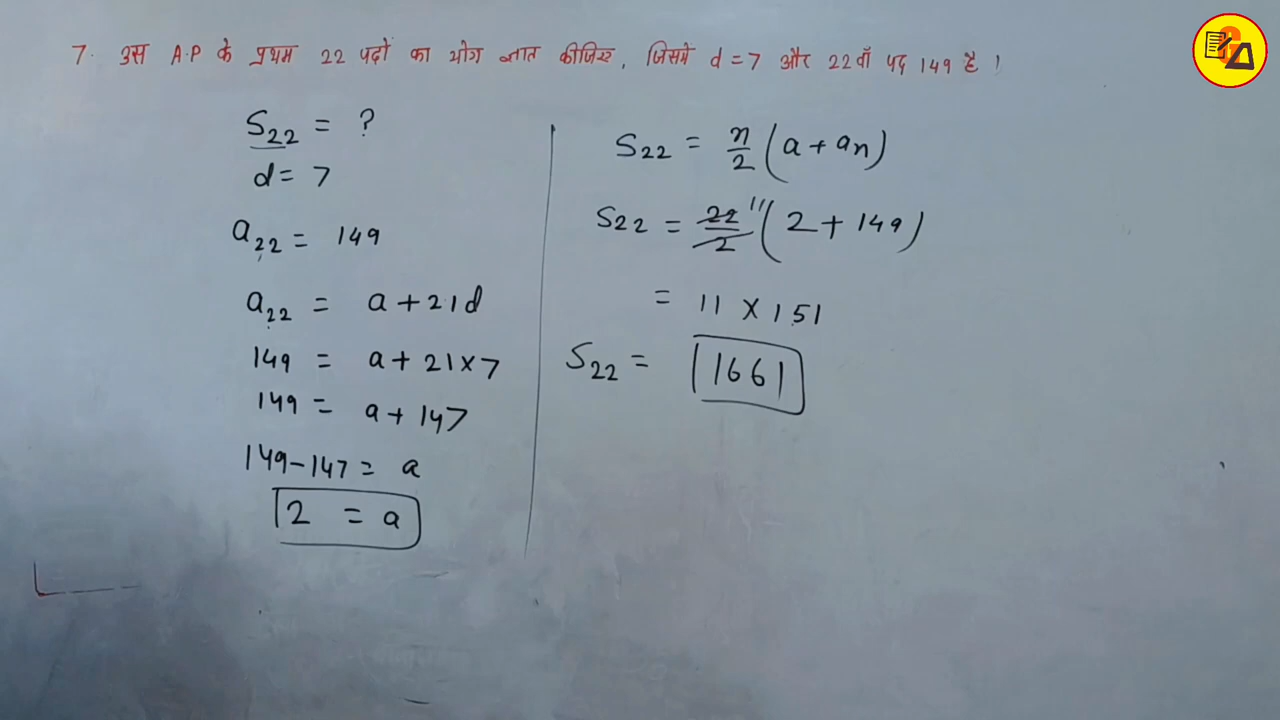 7. उस A.P के प्रथम 22 पदों का योग ज्ञात कीजिए, जिसमें d = 7 और 22वाँ पद 149 है।
S₂₂ = ?
d = 7
a₂₂ = 149
a₂₂ = a + 21d
149 = a + 21 × 7
149 = a + 147
149 - 147 = a
2 = a
S₂₂ = n/2 (a + an)
S₂₂ = 22/2 11 (2 + 149)
= 11 × 151
S₂₂ = 1661